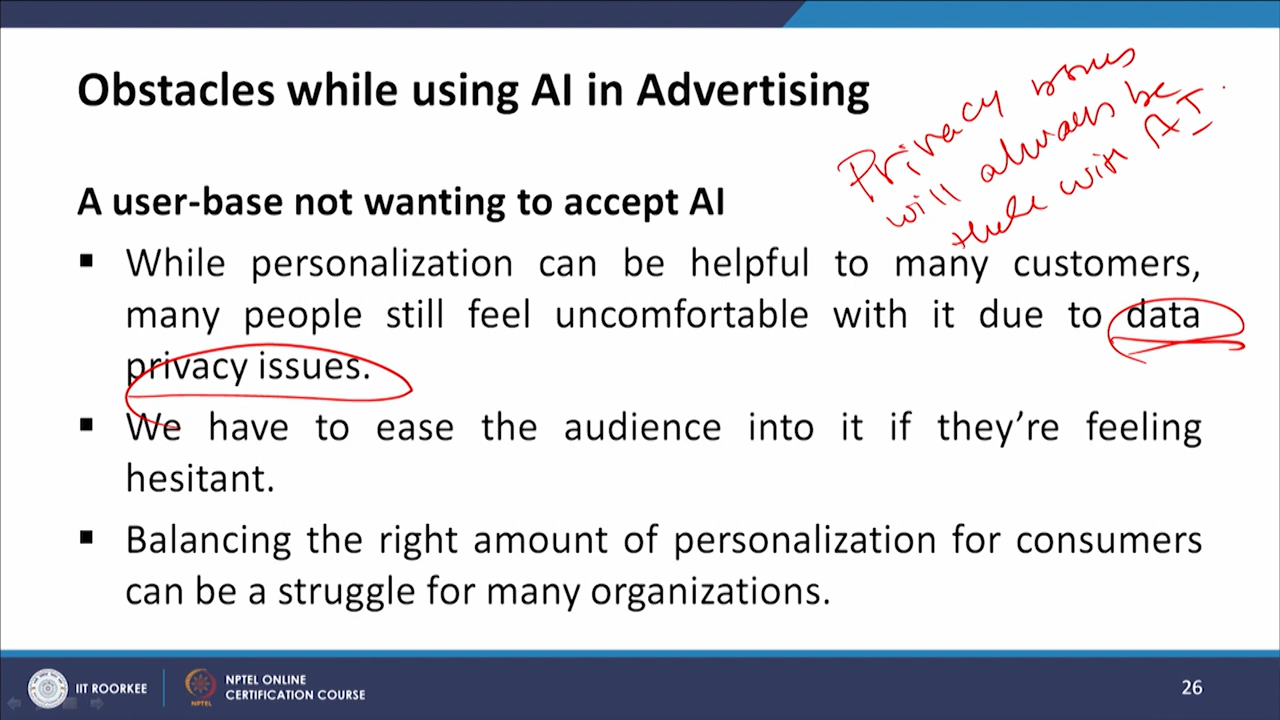 Obstacles while using AI in Advertising
Privacy issues
will always be
there with AI.
A user-base not wanting to accept AI
▪ While personalization can be helpful to many customers,
many people still feel uncomfortable with it due to data
privacy issues.
▪ We have to ease the audience into it if they're feeling
hesitant.
▪ Balancing the right amount of personalization for consumers
can be a struggle for many organizations.
IIT ROORKEE
NPTEL
NPTEL ONLINE
CERTIFICATION COURSE
26